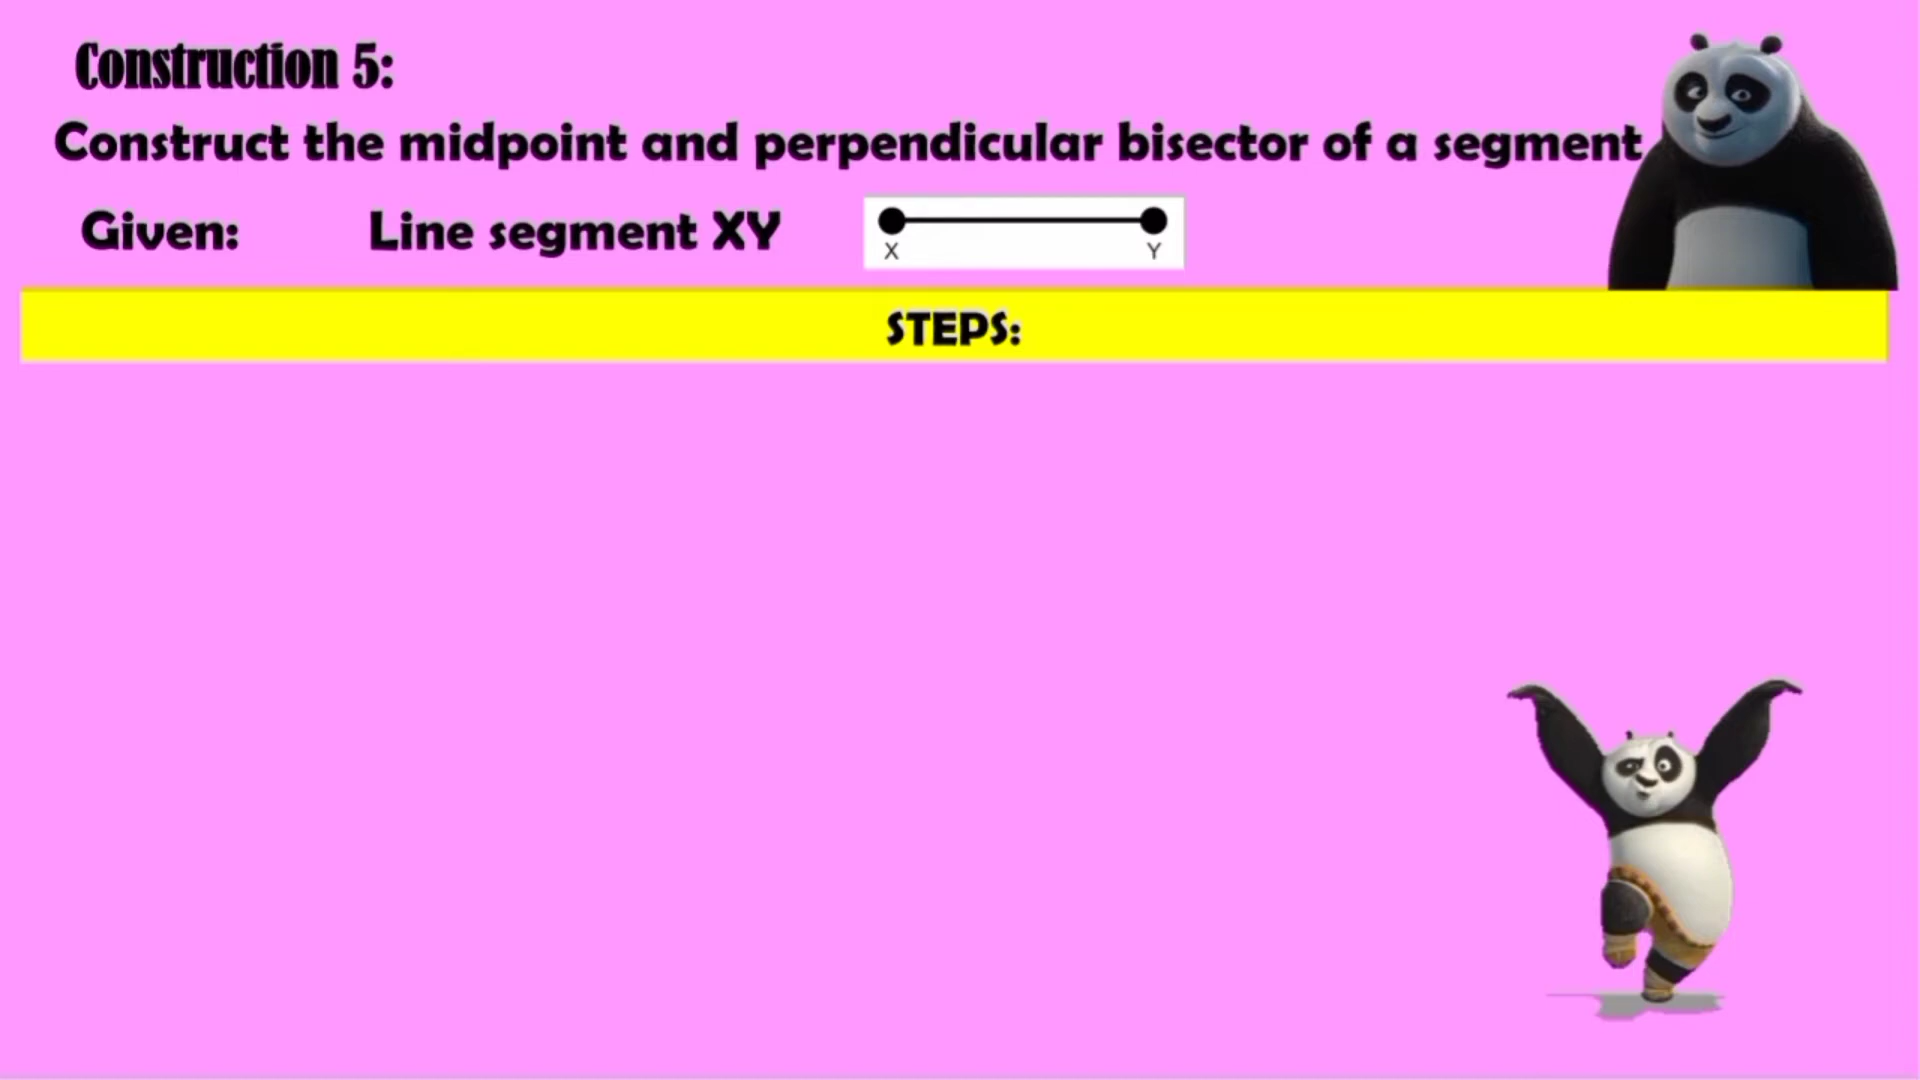 Construction 5:
Construct the midpoint and perpendicular bisector of a segment
Given: Line segment XY
X Y
STEPS: